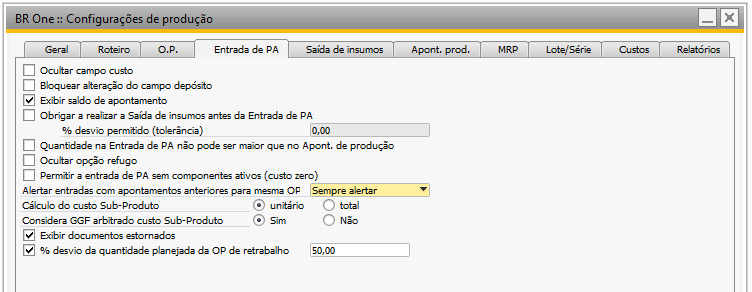 BR One :: Configurações de produção
Geral Roteiro O.P. Entrada de PA Saída de insumos Apont. prod. MRP Lote/Série Custos Relatórios
Ocultar campo custo
Bloquear alteração do campo depósito
Exibir saldo de apontamento
Obrigar a realizar a Saída de insumos antes da Entrada de PA
% desvio permitido (tolerância) 0,00
Quantidade na Entrada de PA não pode ser maior que no Apont. de produção
Ocultar opção refugo
Permitir a entrada de PA sem componentes ativos (custo zero)
Alertar entradas com apontamentos anteriores para mesma OP Sempre alertar
Cálculo do custo Sub-Produto unitário total
Considera GGF arbitrado custo Sub-Produto Sim Não
Exibir documentos estornados
% desvio da quantidade planejada da OP de retrabalho 50,00